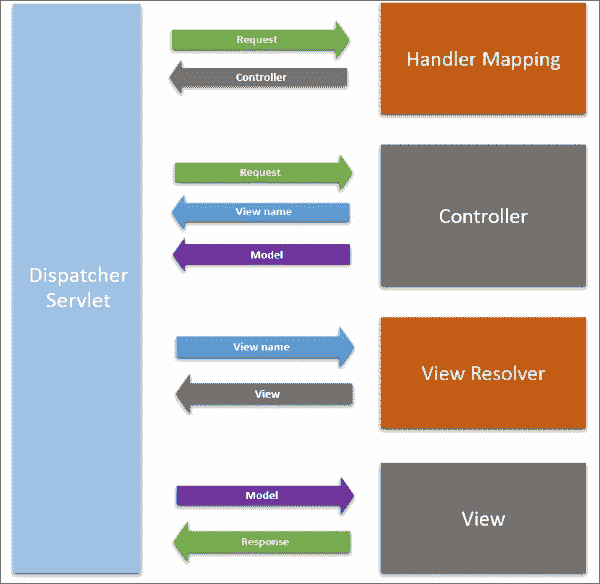 Dispatcher
Servlet
Request
Controller
Handler Mapping
Request
View name
Model
Controller
View name
View
View Resolver
Model
Response
View